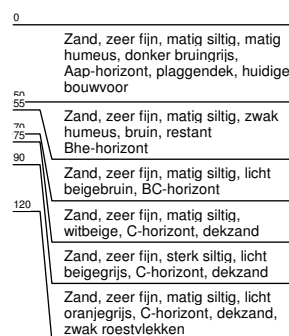 0
Zand, zeer fijn, matig siltig, matig
humeus, donker bruingrijs,
Aap-horizont, plaggendek, huidige
bouwvoor
50
55
Zand, zeer fijn, matig siltig, zwak
humeus, bruin, restant
Bhe-horizont
70
75
Zand, zeer fijn, matig siltig, licht
beigebruin, BC-horizont
90
Zand, zeer fijn, matig siltig,
witbeige, C-horizont, dekzand
120
Zand, zeer fijn, sterk siltig, licht
beigegrijs, C-horizont, dekzand
Zand, zeer fijn, matig siltig, licht
oranjegrijs, C-horizont, dekzand,
zwak roestvlekken